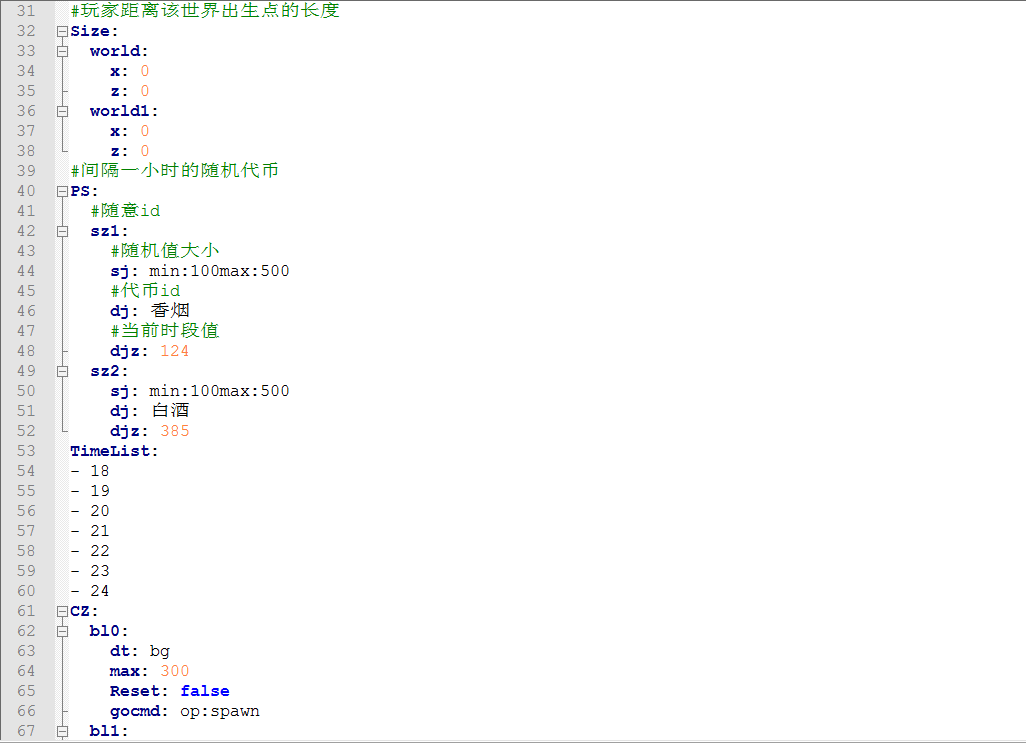 31 #玩家距离该世界出生点的长度
32 Size:
33 world:
34 x: 0
35 z: 0
36 world1:
37 x: 0
38 z: 0
39 #间隔一小时的随机代币
40 PS:
41 #随意id
42 sz1:
43 #随机值大小
44 sj: min:100max:500
45 #代币id
46 dj: 香烟
47 #当前时段值
48 djz: 124
49 sz2:
50 sj: min:100max:500
51 dj: 白酒
52 djz: 385
53 TimeList:
54 - 18
55 - 19
56 - 20
57 - 21
58 - 22
59 - 23
60 - 24
61 CZ:
62 bl0:
63 dt: bg
64 max: 300
65 Reset: false
66 gocmd: op:spawn
67 bl1: